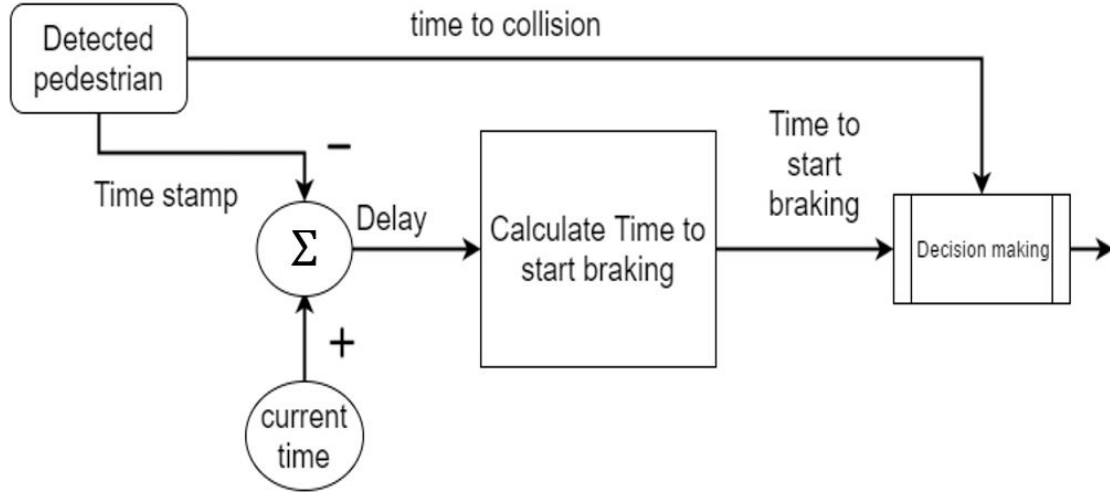 Detected
pedestrian
time to collision
Time stamp
−
Σ
+
current
time
Delay
Calculate Time to
start braking
Time to
start
braking
Decision making